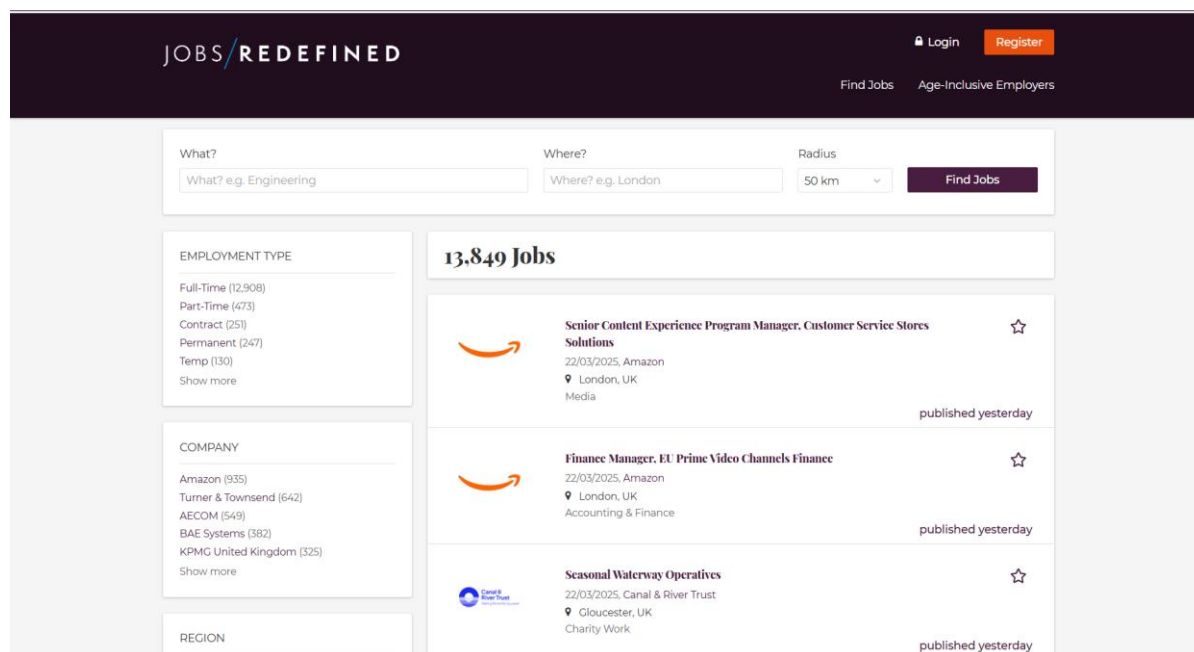 JOBS/REDEFINED
Login
Register
Find Jobs
Age-Inclusive Employers
What?
Where?
Radius
What? e.g. Engineering
Where? e.g. London
50 km
Find Jobs
EMPLOYMENT TYPE
Full-Time (12,908)
Part-Time (473)
Contract (251)
Permanent (247)
Temp (130)
Show more
COMPANY
Amazon (935)
Turner & Townsend (642)
AECOM (549)
BAE Systems (382)
KPMG United Kingdom (325)
Show more
REGION
13,849 Jobs
Senior Content Experience Program Manager, Customer Service Stores
Solutions
22/03/2025, Amazon
London, UK
Media
published yesterday
Finance Manager, EU Prime Video Channels Finance
22/03/2025, Amazon
London, UK
Accounting & Finance
published yesterday
Canal &
River Trust
Seasonal Waterway Operatives
22/03/2025, Canal & River Trust
Gloucester, UK
Charity Work
published yesterday